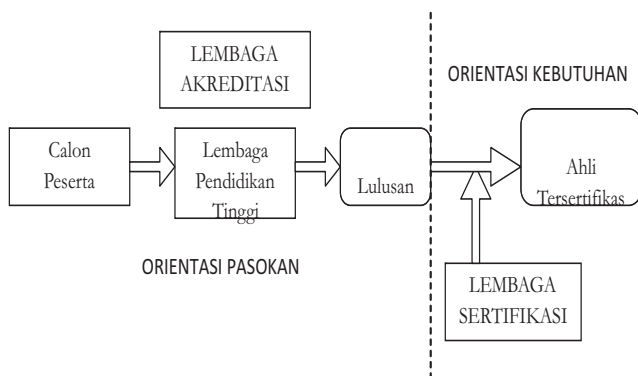 LEMBAGA
AKREDITASI
ORIENTASI KEBUTUHAN
Calon
Peserta
Lembaga
Pendidikan
Tinggi
Lulusan
Ahli
Tersertifikas
ORIENTASI PASOKAN
LEMBAGA
SERTIFIKASI